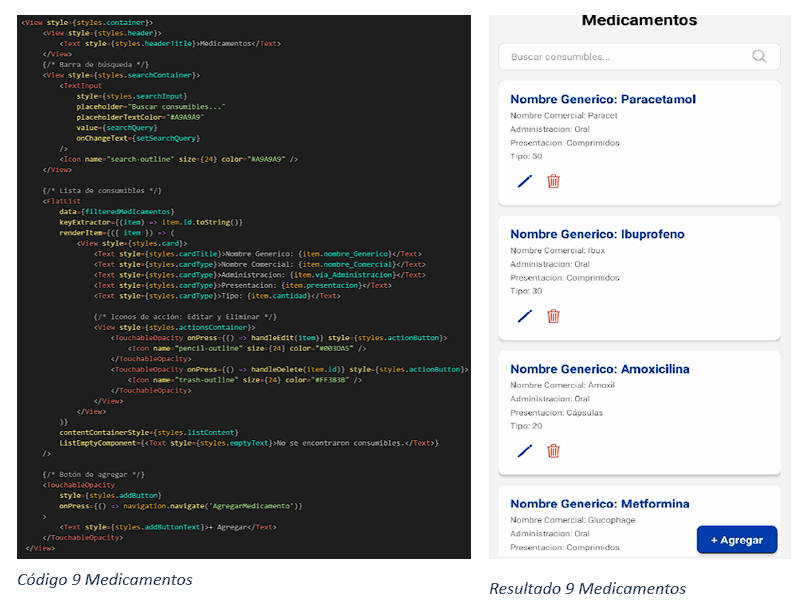 <View style={styles.container}>
<View style={styles.header}>
<Text style={styles.headerTitle}>Medicamentos</Text>
</View>
{/* Barra de búsqueda */}
<View style={styles.searchContainer}>
<TextInput
style={styles.searchInput}
placeholder="Buscar consumibles..."
placeholderTextColor="#A9A9A9"
value={searchQuery}
onChangeText={setSearchQuery}
/>
<Icon name="search-outline" size={24} color="#A9A9A9" />
</View>
{/* Lista de consumibles */}
<FlatList
data={filteredMedicamentos}
keyExtractor={(item) => item.id.toString()}
renderItem={({ item }) => (
<View style={styles.card}>
<Text style={styles.cardTitle}>Nombre Generico: {item.nombre_Generico}</Text>
<Text style={styles.cardType}>Nombre Comercial: {item.nombre_Comercial}</Text>
<Text style={styles.cardType}>Administracion: {item.via_Administracion}</Text>
<Text style={styles.cardType}>Presentacion: {item.presentacion}</Text>
<Text style={styles.cardType}>Tipo: {item.cantidad}</Text>
{/* Iconos de acción: Editar y Eliminar */}
<View style={styles.actionsContainer}>
<TouchableOpacity onPress={() => handleEdit(item)} style={styles.actionButton}>
<Icon name="pencil-outline" size={24} color="#003DA5" />
</TouchableOpacity>
<TouchableOpacity onPress={() => handleDelete(item.id)} style={styles.actionButton}>
<Icon name="trash-outline" size={24} color="#FF3B3B" />
</TouchableOpacity>
</View>
</View>
)}
contentContainerStyle={styles.listContent}
ListEmptyComponent={<Text style={styles.emptyText}>No se encontraron consumibles.</Text>}
/>
{/* Botón de agregar */}
<TouchableOpacity
style={styles.addButton}
onPress={() => navigation.navigate('AgregarMedicamento')}
>
<Text style={styles.addButtonText}>+ Agregar</Text>
</TouchableOpacity>
</View>
Código 9 Medicamentos
Medicamentos
Buscar consumibles...
Nombre Generico: Paracetamol
Nombre Comercial: Paracet
Administracion: Oral
Presentacion: Comprimidos
Tipo: 50
Nombre Generico: Ibuprofeno
Nombre Comercial: Ibux
Administracion: Oral
Presentacion: Comprimidos
Tipo: 30
Nombre Generico: Amoxicilina
Nombre Comercial: Amoxil
Administracion: Oral
Presentacion: Cápsulas
Tipo: 20
Nombre Generico: Metformina
Nombre Comercial: Glucophage
Administracion: Oral
Presentacion: Comprimidos
+ Agregar
Resultado 9 Medicamentos